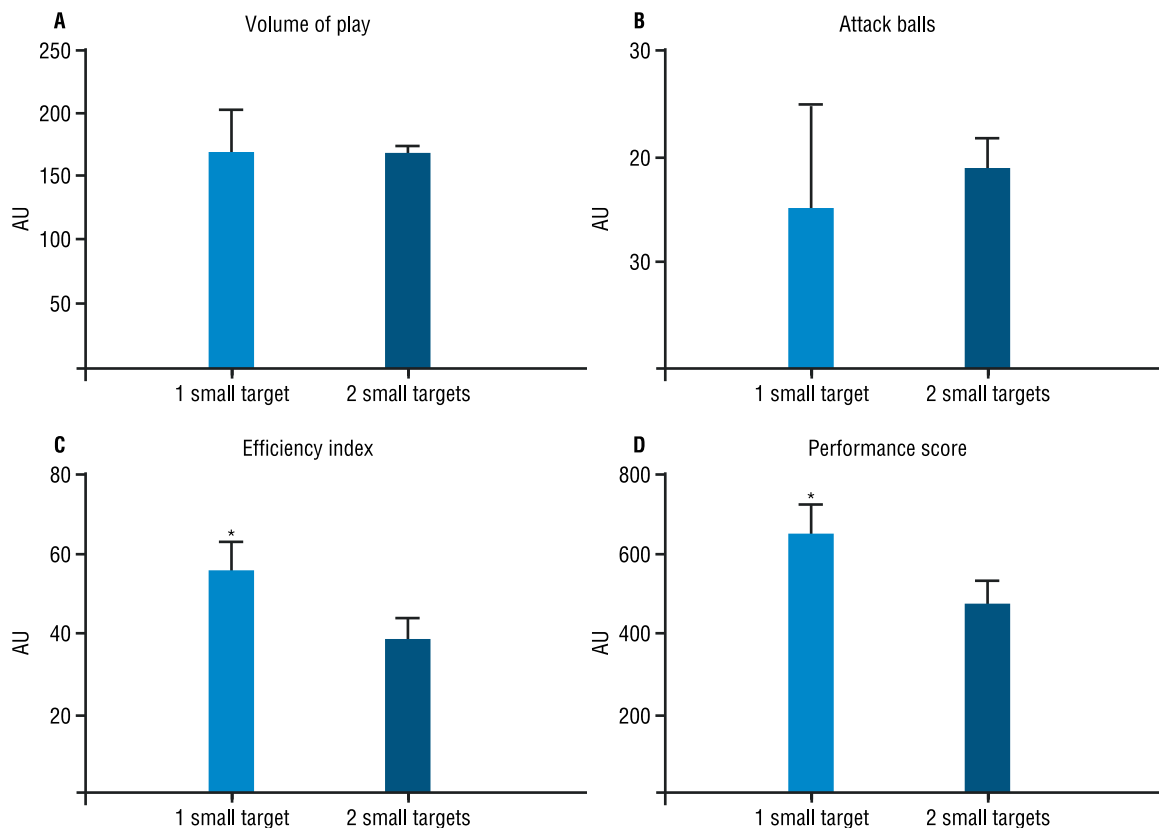 A Volume of play
250
200
150
100
50
AU
1 small target 2 small targets
B Attack balls
30
20
30
AU
1 small target 2 small targets
C Efficiency index
80
60
40
20
AU
*
1 small target 2 small targets
D Performance score
800
600
400
200
AU
*
1 small target 2 small targets